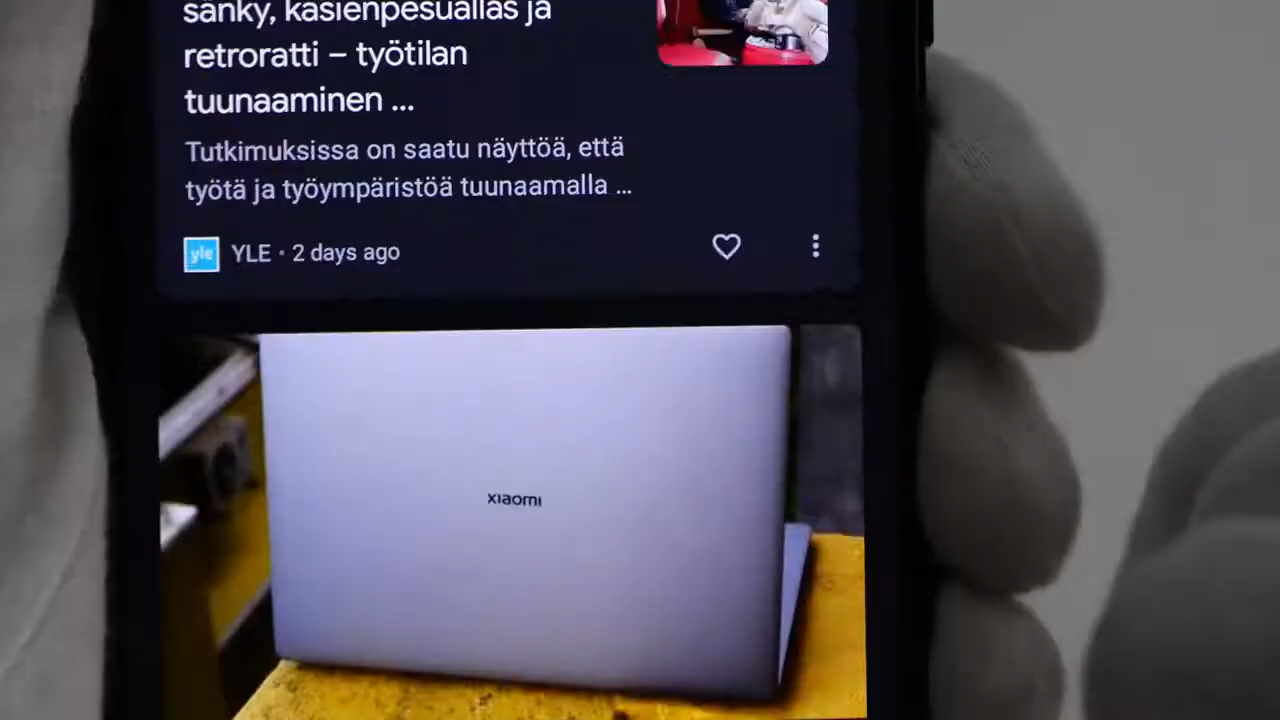 sänky, käsienpesuallas ja
retroratti – työtilan
tuunaaminen ...
Tutkimuksissa on saatu näyttöä, että
työtä ja työympäristöä tuunaamalla ...
yle YLE · 2 days ago
xiaomi